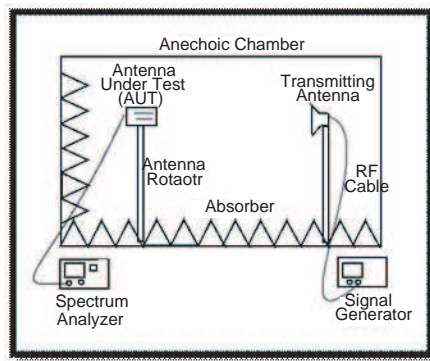 Anechoic Chamber
Antenna
Under Test
(AUT)
Transmitting
Antenna
Antenna
Rotaotr
RF
Cable
Absorber
Spectrum
Analyzer
Signal
Generator